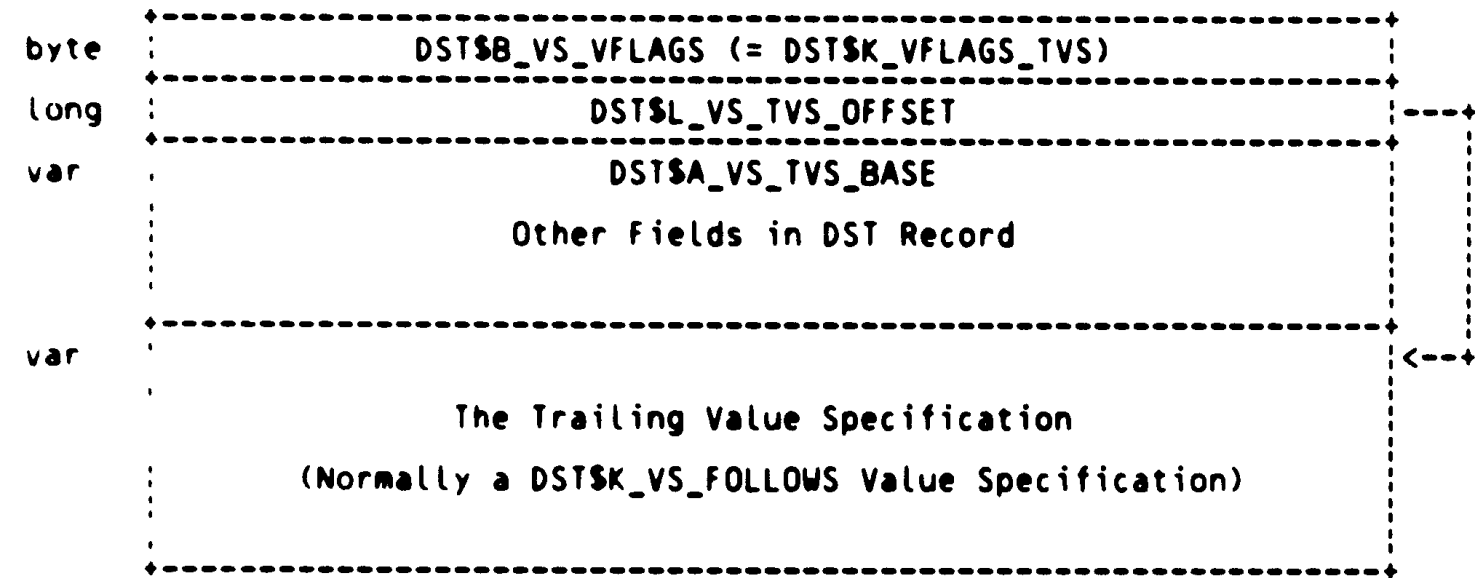 byte DST$B_VS_VFLAGS (= DST$K_VFLAGS_TVS)
long DST$L_VS_TVS_OFFSET
var DST$A_VS_TVS_BASE
Other Fields in DST Record
var
The Trailing Value Specification
(Normally a DST$K_VS_FOLLOWS Value Specification)